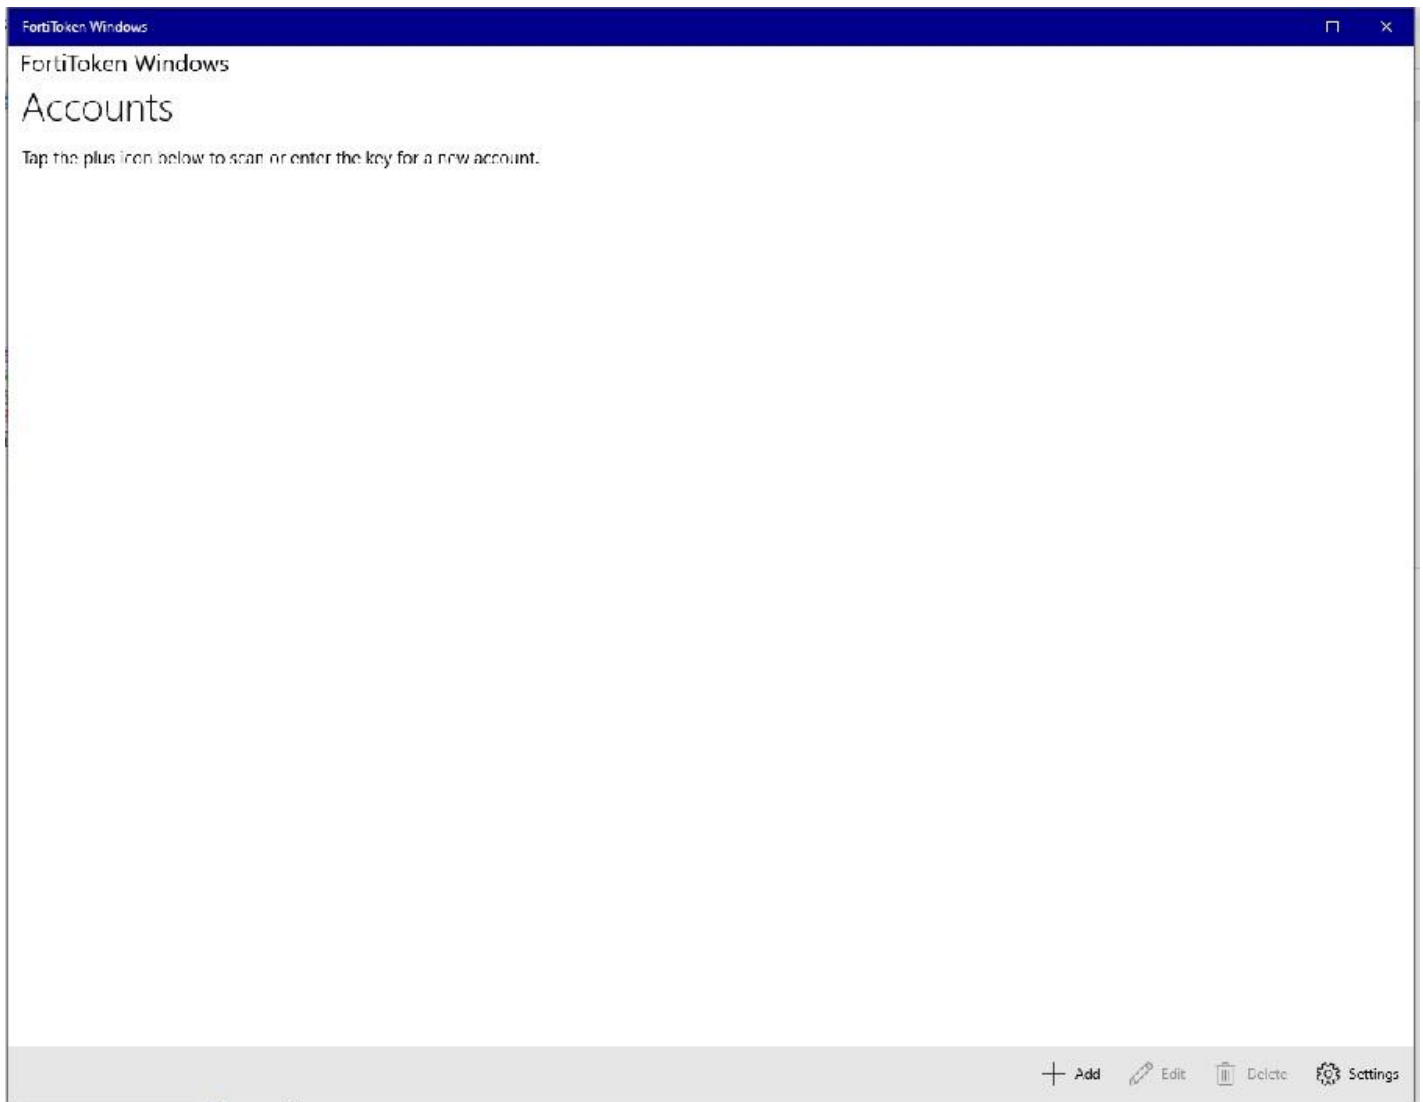 FortiToken Windows
FortiToken Windows
Accounts
Tap the plus icon below to scan or enter the key for a new account.
Add Edit Delete Settings